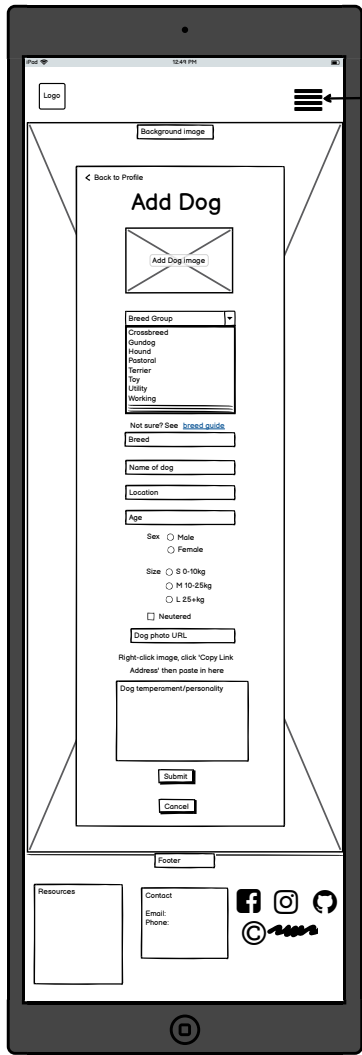 iPad 12:49 PM
Logo
Background image
Back to Profile
Add Dog
Add Dog image
Breed Group
Crossbreed
Gundog
Hound
Pastoral
Terrier
Toy
Utility
Working
Not sure? See breed guide
Breed
Name of dog
Location
Age
Sex Male
Female
Size S 0-10kg
M 10-25kg
L 25+kg
Neutered
Dog photo URL
Right-click image, click 'Copy Link
Address' then paste in here
Dog temperament/personality
Submit
Cancel
Footer
Resources
Contact
Email:
Phone:
©